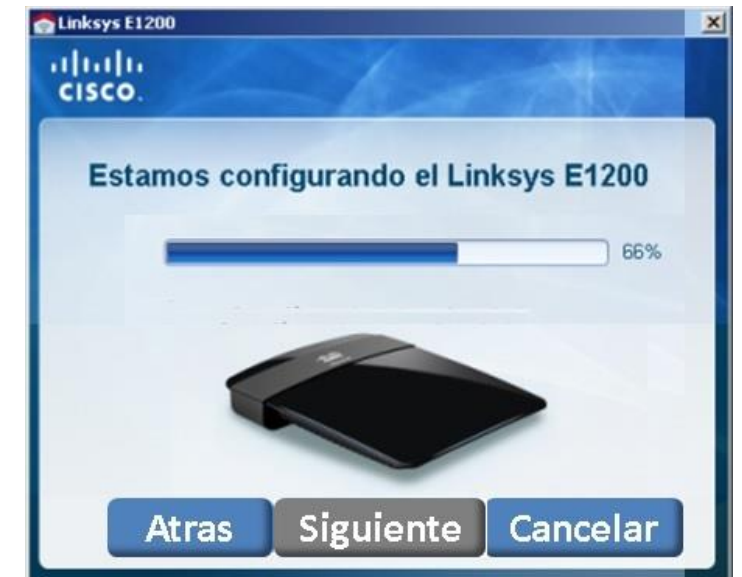 Linksys E1200
CISCO.
Estamos configurando el Linksys E1200
66%
Atras Siguiente Cancelar